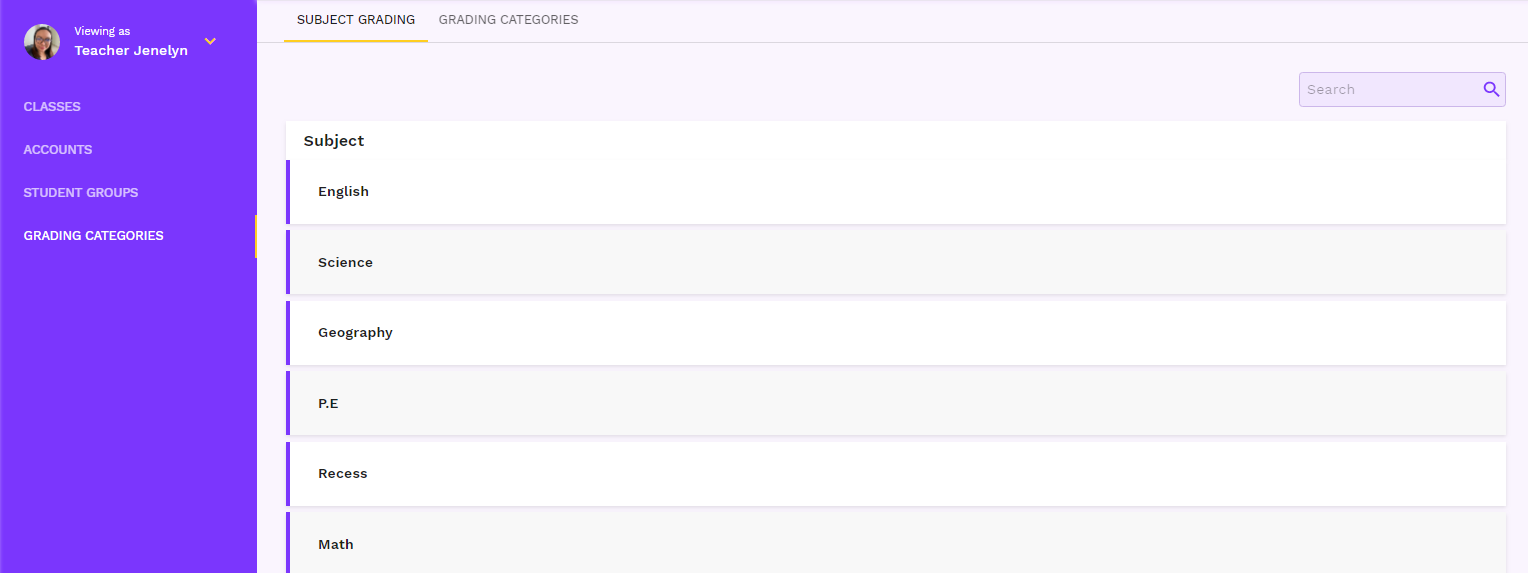 Viewing as
Teacher Jenelyn
CLASSES
ACCOUNTS
STUDENT GROUPS
GRADING CATEGORIES
SUBJECT GRADING GRADING CATEGORIES
Search
Subject
English
Science
Geography
P.E
Recess
Math